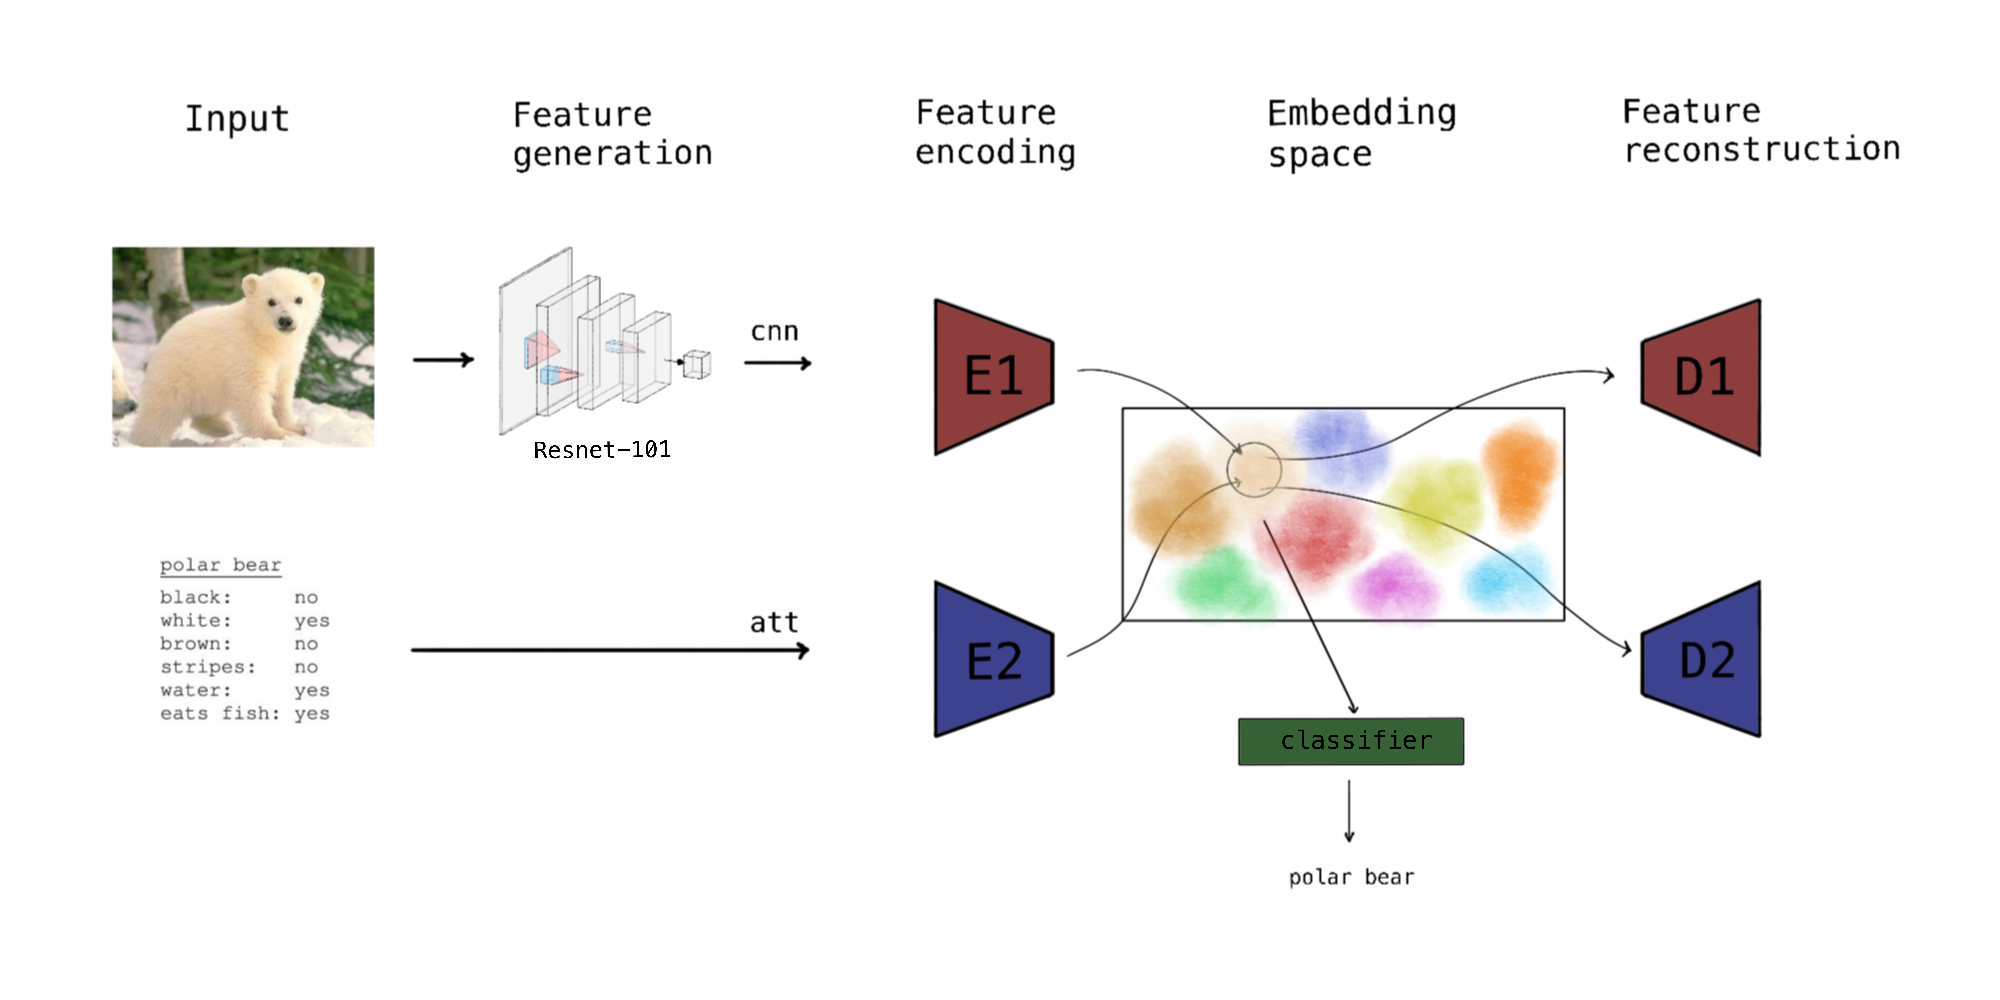 Input
Feature
generation
Feature
encoding
Embedding
space
Feature
reconstruction
cnn
Resnet-101
E1
D1
polar bear
black: no
white: yes
brown: no
stripes: no
water: yes
eats fish: yes
att
E2
D2
classifier
polar bear